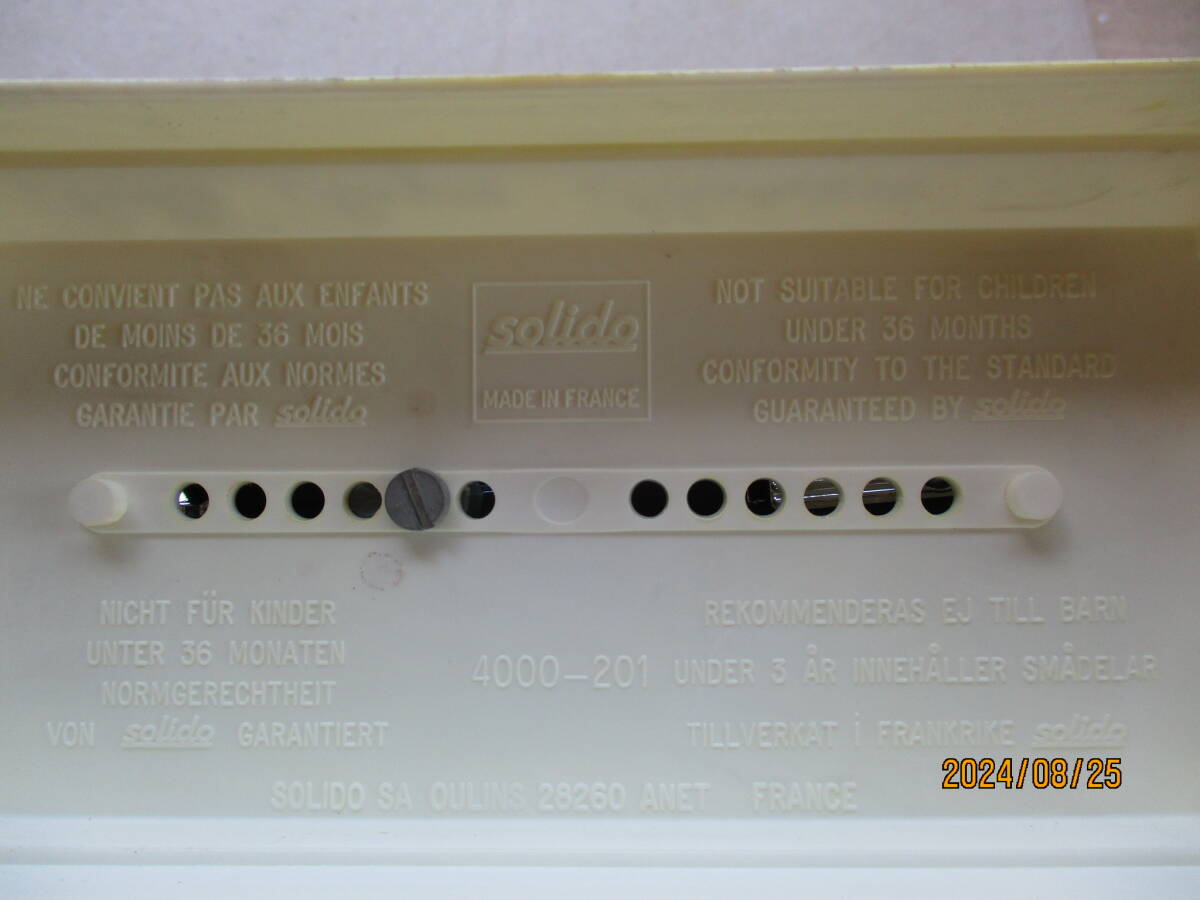 NE CONVIENT PAS AUX ENFANTS
DE MOINS DE 36 MOIS
CONFORMITE AUX NORMES
GARANTIE PAR solido
solido
MADE IN FRANCE
NOT SUITABLE FOR CHILDREN
UNDER 36 MONTHS
CONFORMITY TO THE STANDARD
GUARANTEED BY solido
NICHT FÜR KINDER
UNTER 36 MONATEN
NORMGERECHTHEIT
VON solido GARANTIERT
4000-201
REKOMMENDERAS EJ TILL BARN
UNDER 3 ÅR INNEHÅLLER SMÅDELAR
TILLVERKAT i FRANKRIKE solido
SOLIDO SA OULINS 28260 ANET FRANCE
2024/08/25